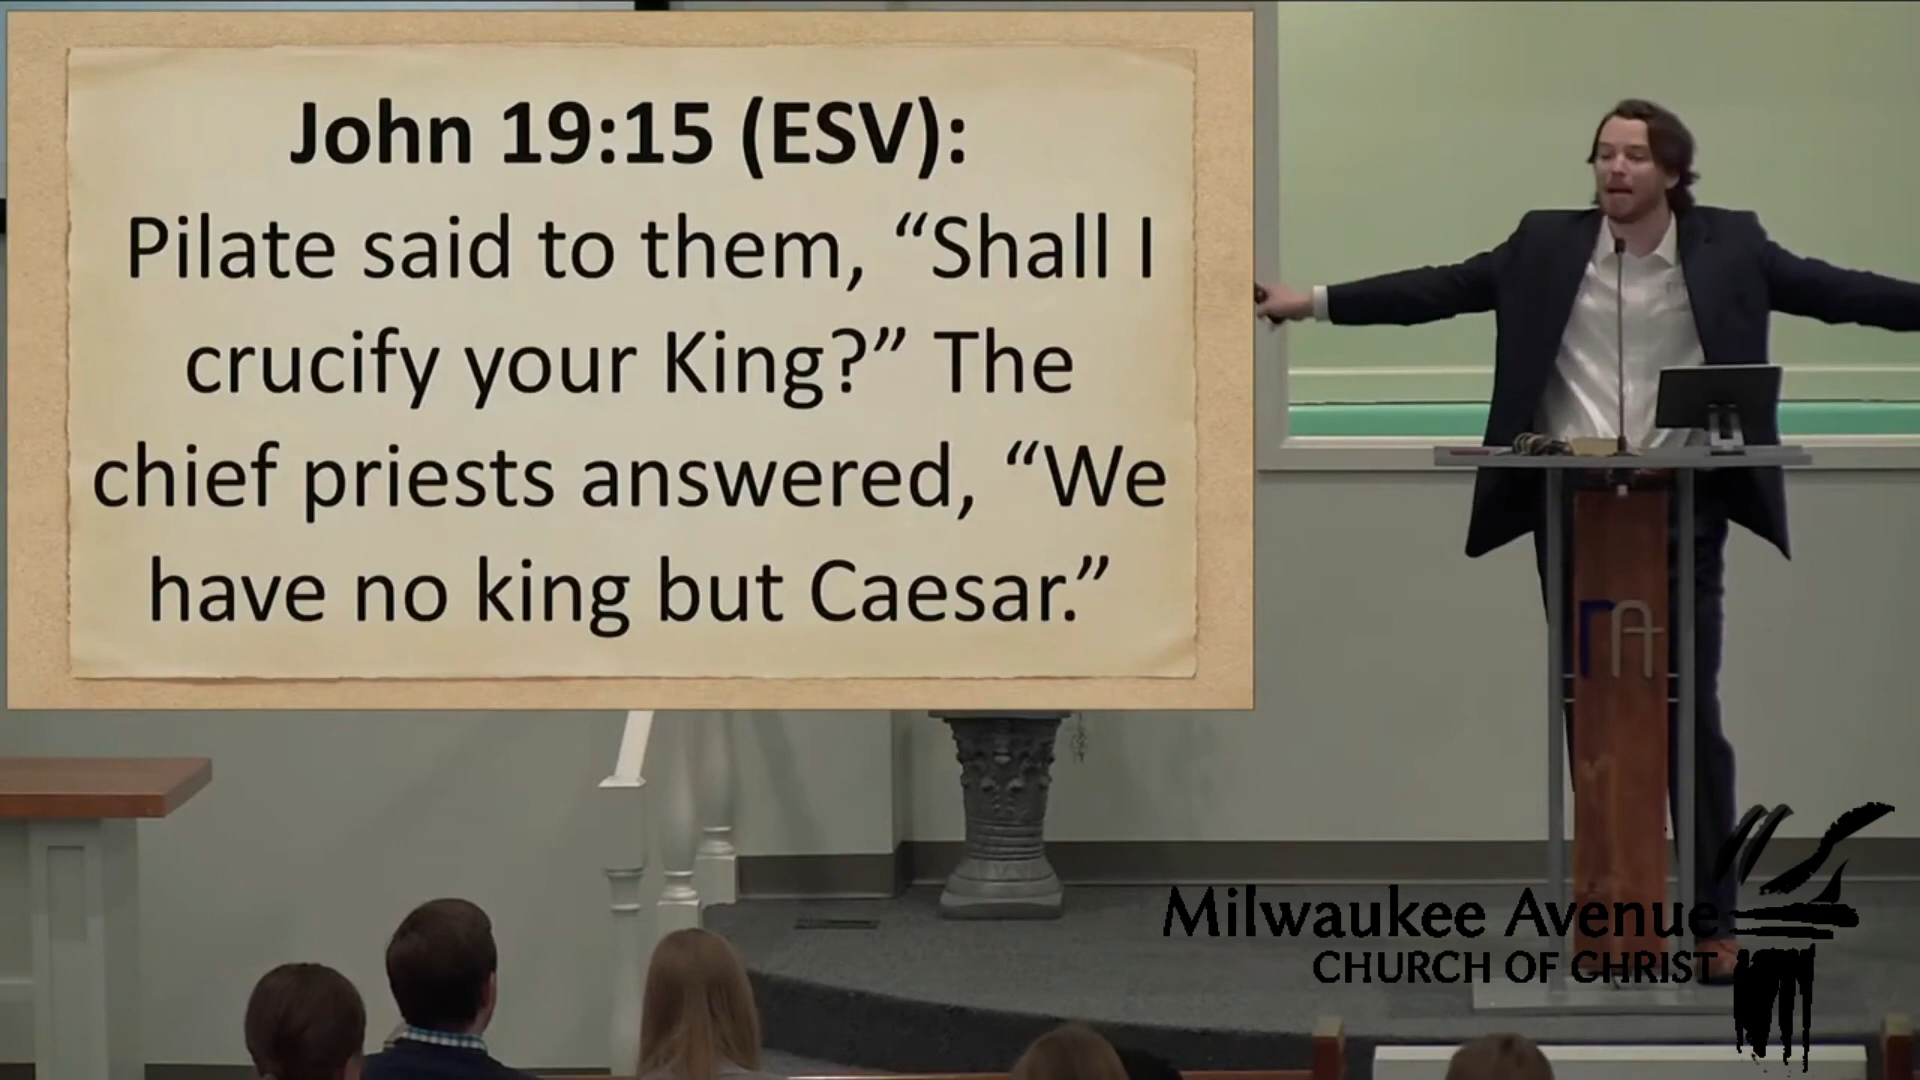 John 19:15 (ESV):
Pilate said to them, “Shall I
crucify your King?” The
chief priests answered, “We
have no king but Caesar.”
Milwaukee Avenue
CHURCH OF CHRIST